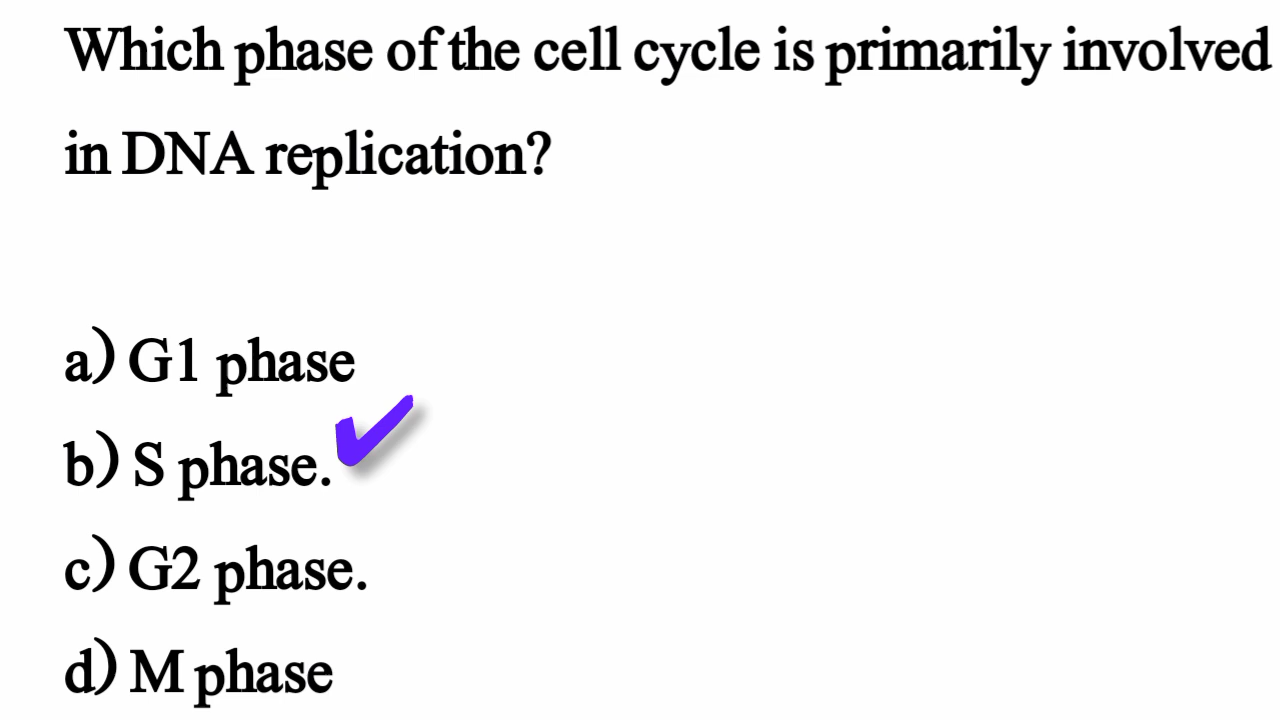 Which phase of the cell cycle is primarily involved
in DNA replication?
a) G1 phase
b) S phase.
c) G2 phase.
d) M phase